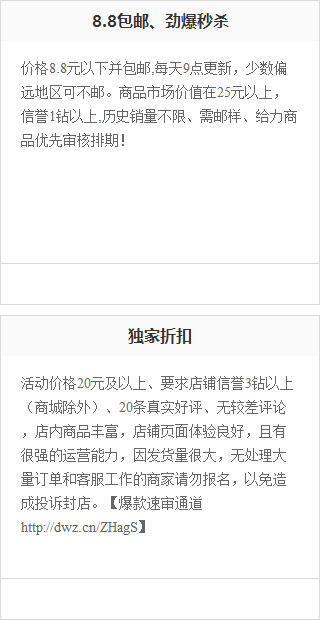 8.8包邮、劲爆秒杀
价格8.8元以下并包邮,每天9点更新，少数偏
远地区可不邮。商品市场价值在25元以上，
信誉1钻以上,历史销量不限、需邮样、给力商
品优先审核排期！
独家折扣
活动价格20元及以上、要求店铺信誉3钻以上
（商城除外）、20条真实好评、无较差评论
，店内商品丰富，店铺页面体验良好，且有
很强的运营能力，因发货量很大，无处理大
量订单和客服工作的商家请勿报名，以免造
成投诉封店。【爆款速审通道
http://dwz.cn/ZHagS】